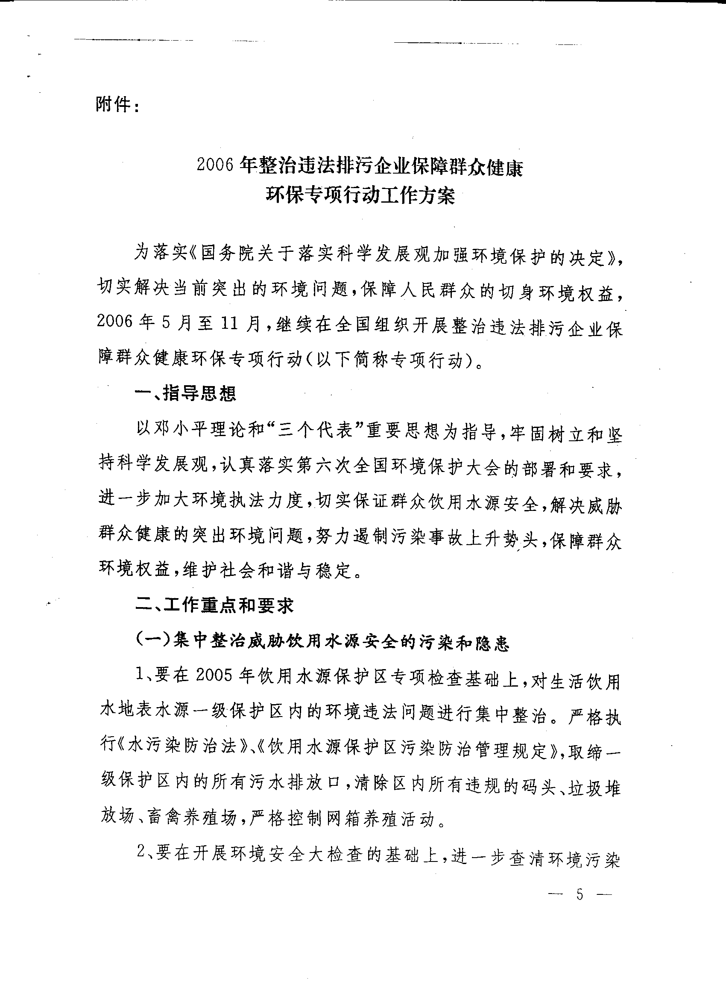 附件：
2006 年整治违法排污企业保障群众健康
环保专项行动工作方案
为落实《国务院关于落实科学发展观加强环境保护的决定》，
切实解决当前突出的环境问题，保障人民群众的切身环境权益，
2006 年 5 月至 11 月，继续在全国组织开展整治违法排污企业保
障群众健康环保专项行动（以下简称专项行动）。
一、指导思想
以邓小平理论和“三个代表”重要思想为指导，牢固树立和坚
持科学发展观，认真落实第六次全国环境保护大会的部署和要求，
进一步加大环境执法力度，切实保证群众饮用水源安全，解决威胁
群众健康的突出环境问题，努力遏制污染事故上升势头，保障群众
环境权益，维护社会和谐与稳定。
二、工作重点和要求
（一）集中整治威胁饮用水源安全的污染和隐患
1、要在 2005 年饮用水源保护区专项检查基础上，对生活饮用
水地表水源一级保护区内的环境违法问题进行集中整治。严格执
行《水污染防治法》、《饮用水源保护区污染防治管理规定》，取缔一
级保护区内的所有污水排放口，清除区内所有违规的码头、垃圾堆
放场、畜禽养殖场，严格控制网箱养殖活动。
2、要在开展环境安全大检查的基础上，进一步查清环境污染
— 5 —